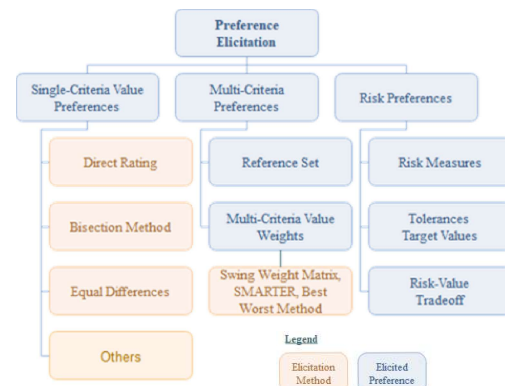 Preference
Elicitation
Single-Criteria Value
Preferences
Multi-Criteria
Preferences
Risk Preferences
Direct Rating
Reference Set
Risk Measures
Bisection Method
Multi-Criteria Value
Weights
Tolerances
Target Values
Equal Differences
Swing Weight Matrix,
SMARTER, Best
Worst Method
Risk-Value
Tradeoff
Others
Legend
Elicitation
Method
Elicited
Preference